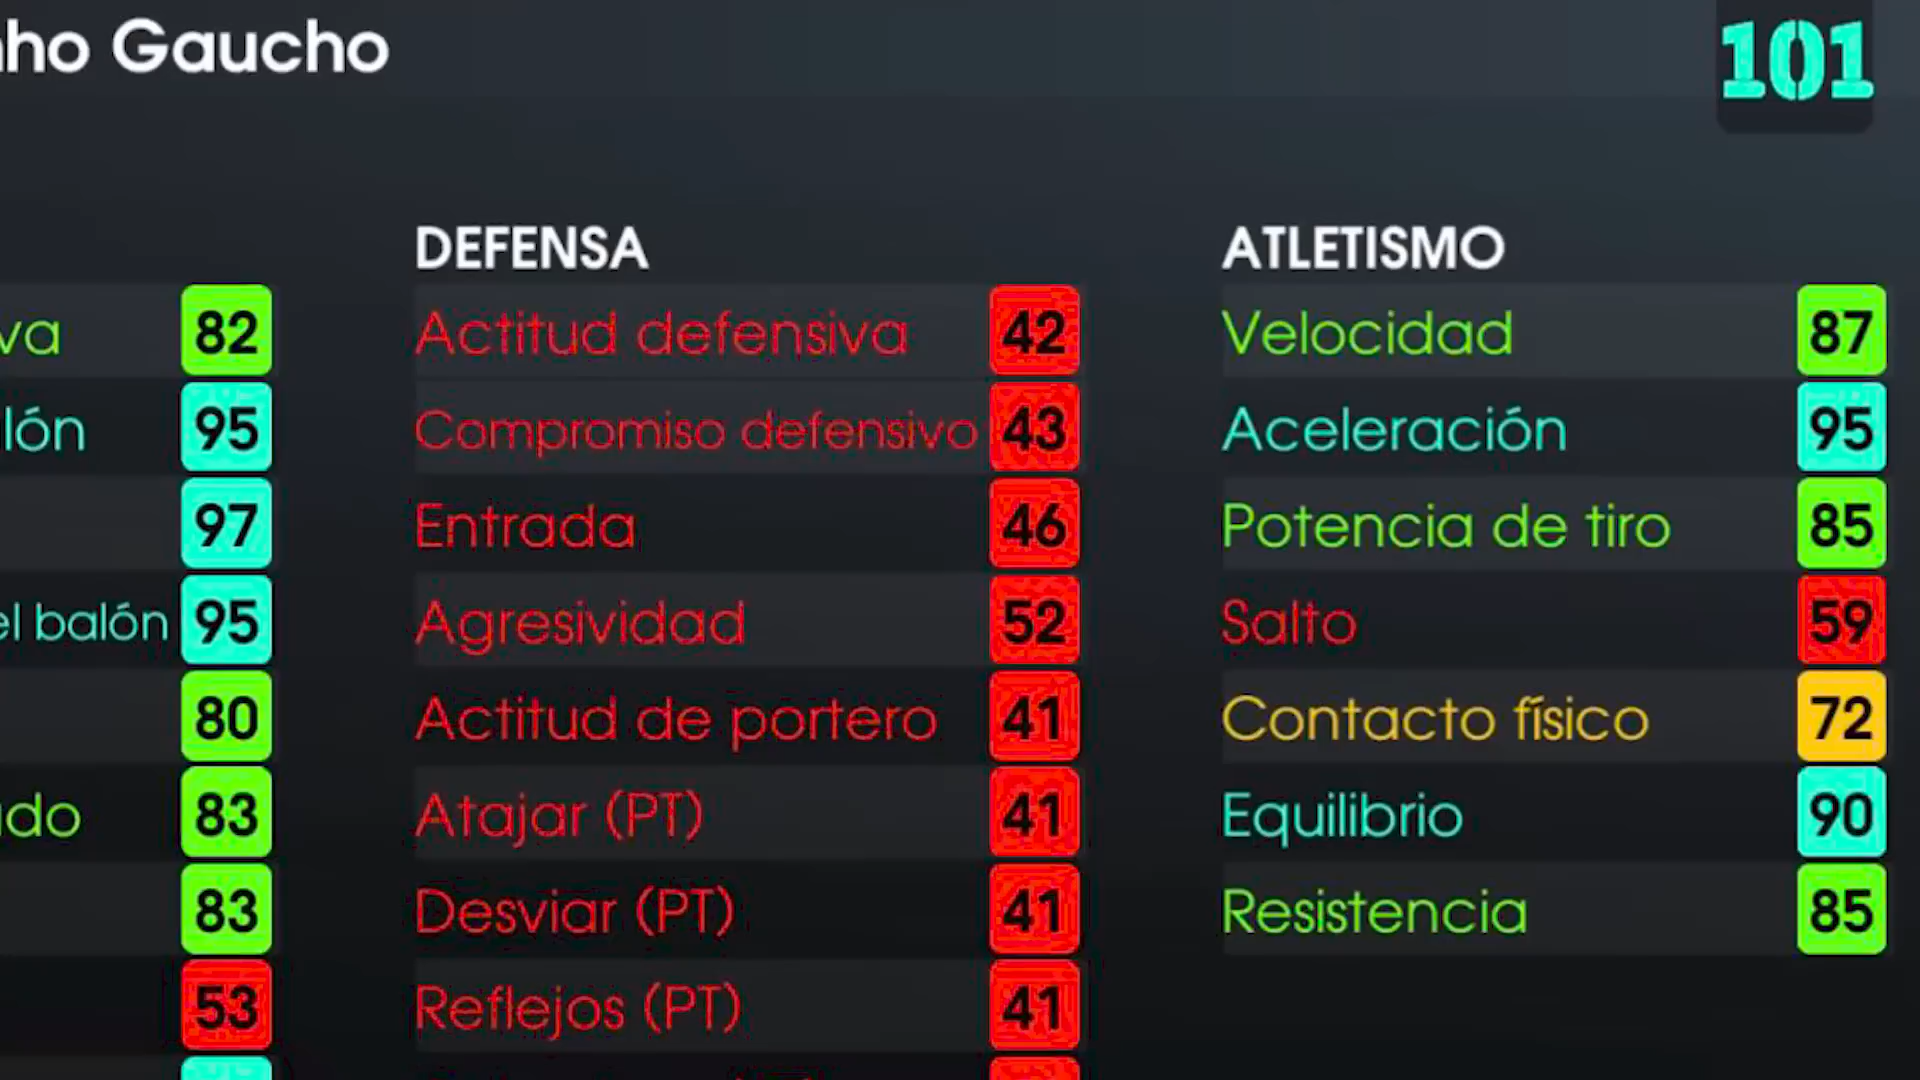 nho Gaucho 101
DEFENSA ATLETISMO
va 82 Actitud defensiva 42 Velocidad 87
lón 95 Compromiso defensivo 43 Aceleración 95
97 Entrada 46 Potencia de tiro 85
el balón 95 Agresividad 52 Salto 59
80 Actitud de portero 41 Contacto físico 72
ado 83 Atajar (PT) 41 Equilibrio 90
83 Desviar (PT) 41 Resistencia 85
53 Reflejos (PT) 41